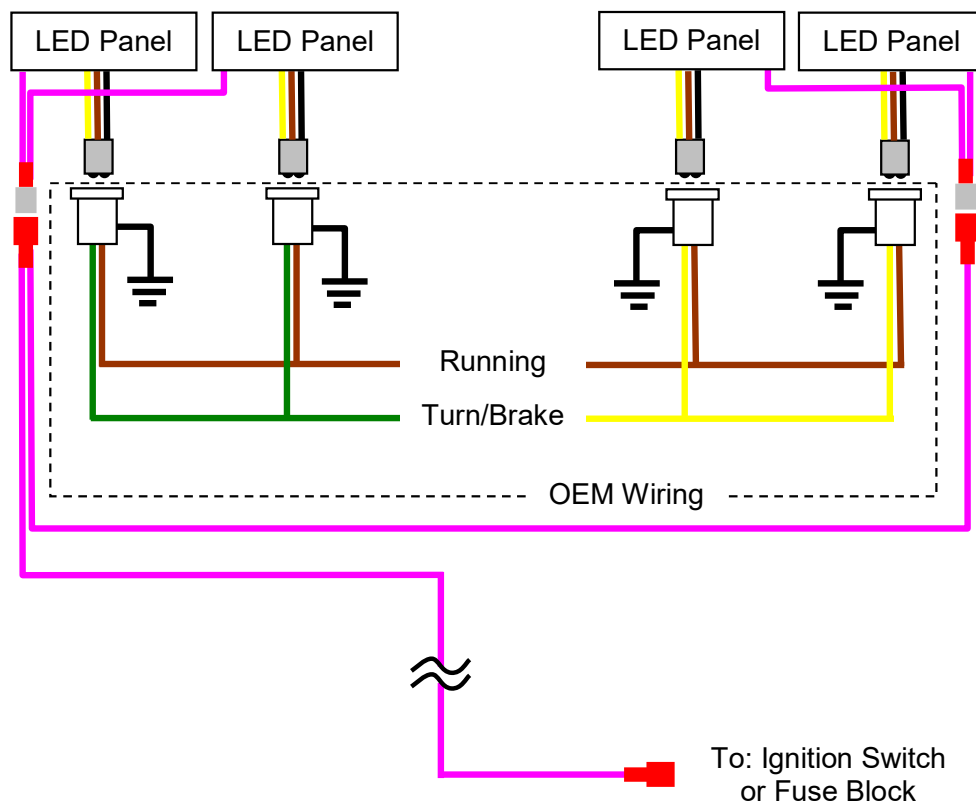 LED Panel
LED Panel
LED Panel
LED Panel
Running
Turn/Brake
OEM Wiring
To: Ignition Switch
or Fuse Block